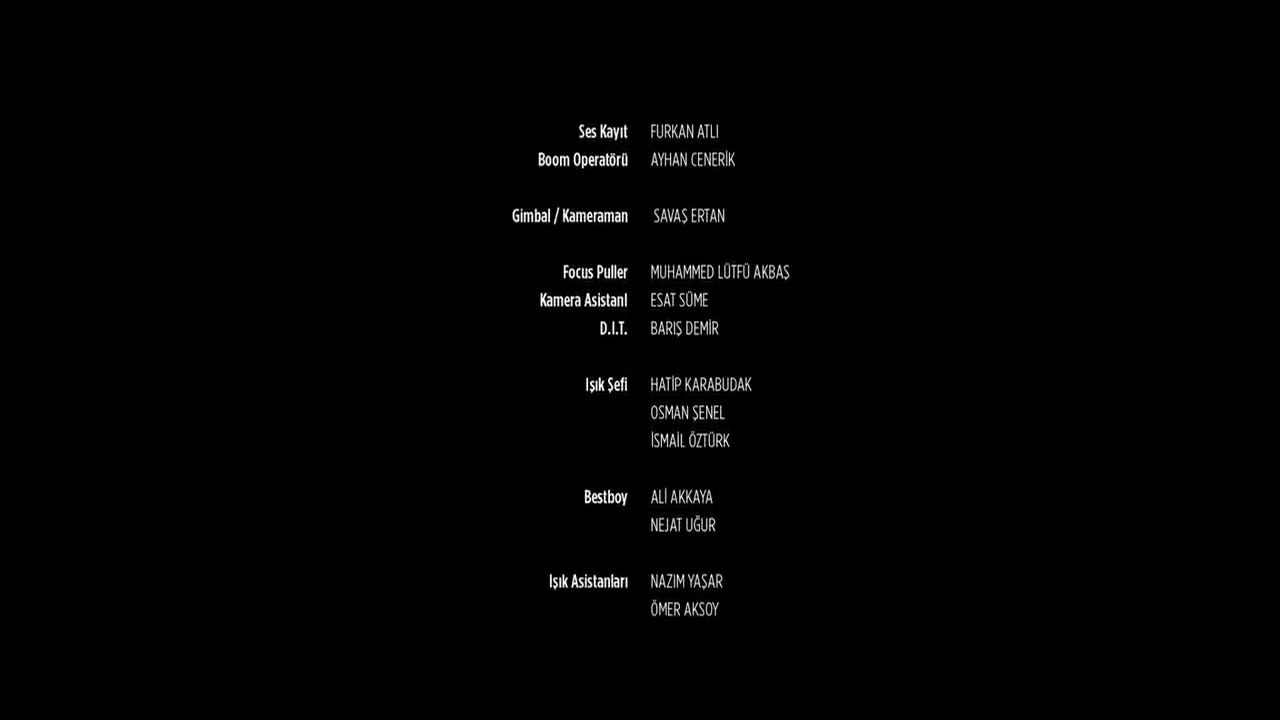 Ses Kayıt FURKAN ATLI
Boom Operatörü AYHAN CENERİK
Gimbal / Kameraman SAVAŞ ERTAN
Focus Puller MUHAMMED LÜTFÜ AKBAŞ
Kamera Asistanl ESAT SÜME
D.I.T. BARIŞ DEMİR
Işık Şefi HATİP KARABUDAK
OSMAN ŞENEL
İSMAİL ÖZTÜRK
Bestboy ALİ AKKAYA
NEJAT UĞUR
Işık Asistanları NAZIM YAŞAR
ÖMER AKSOY